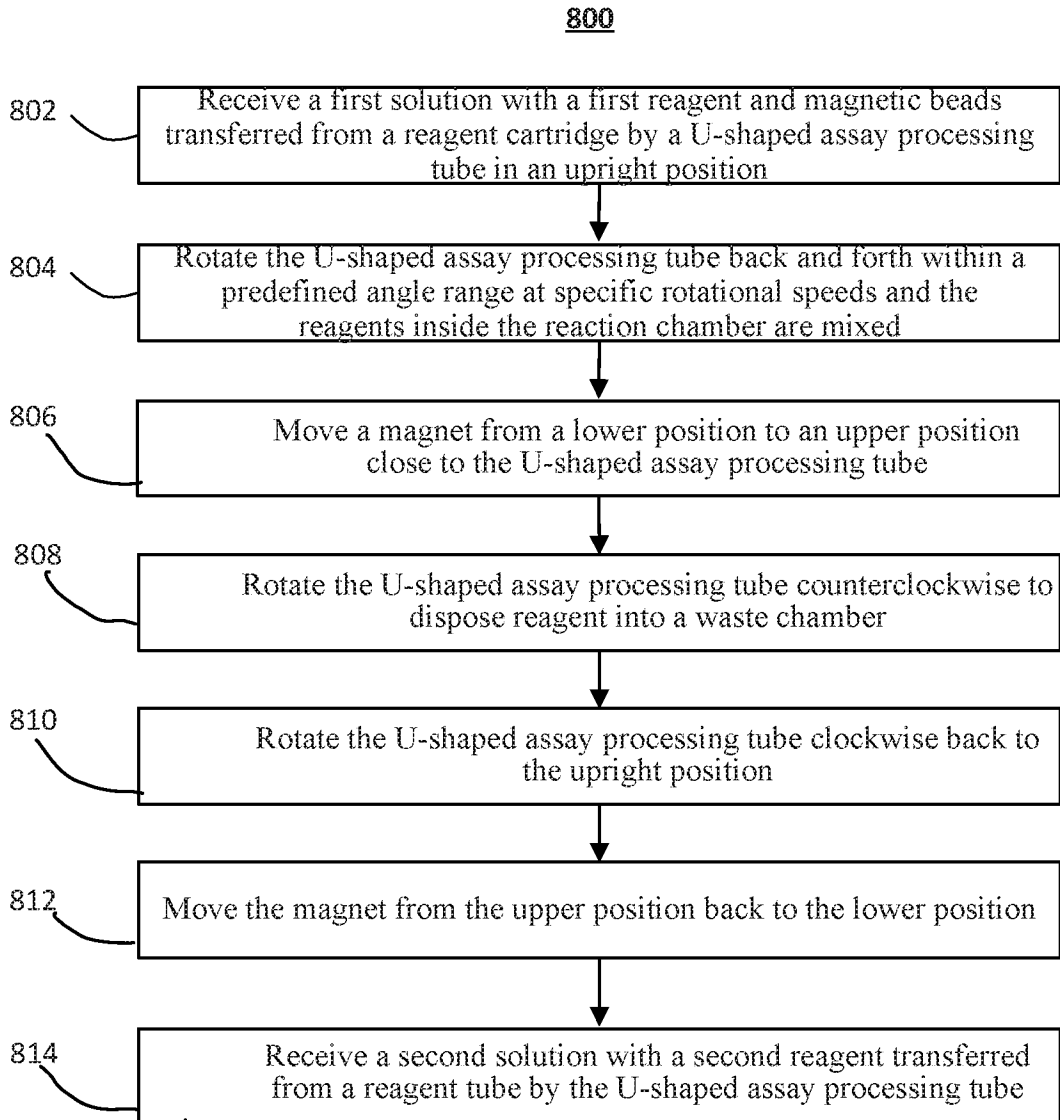 800
802
Receive a first solution with a first reagent and magnetic beads
transferred from a reagent cartridge by a U-shaped assay processing
tube in an upright position
804
Rotate the U-shaped assay processing tube back and forth within a
predefined angle range at specific rotational speeds and the
reagents inside the reaction chamber are mixed
806
Move a magnet from a lower position to an upper position
close to the U-shaped assay processing tube
808
Rotate the U-shaped assay processing tube counterclockwise to
dispose reagent into a waste chamber
810
Rotate the U-shaped assay processing tube clockwise back to
the upright position
812
Move the magnet from the upper position back to the lower position
814
Receive a second solution with a second reagent transferred
from a reagent tube by the U-shaped assay processing tube